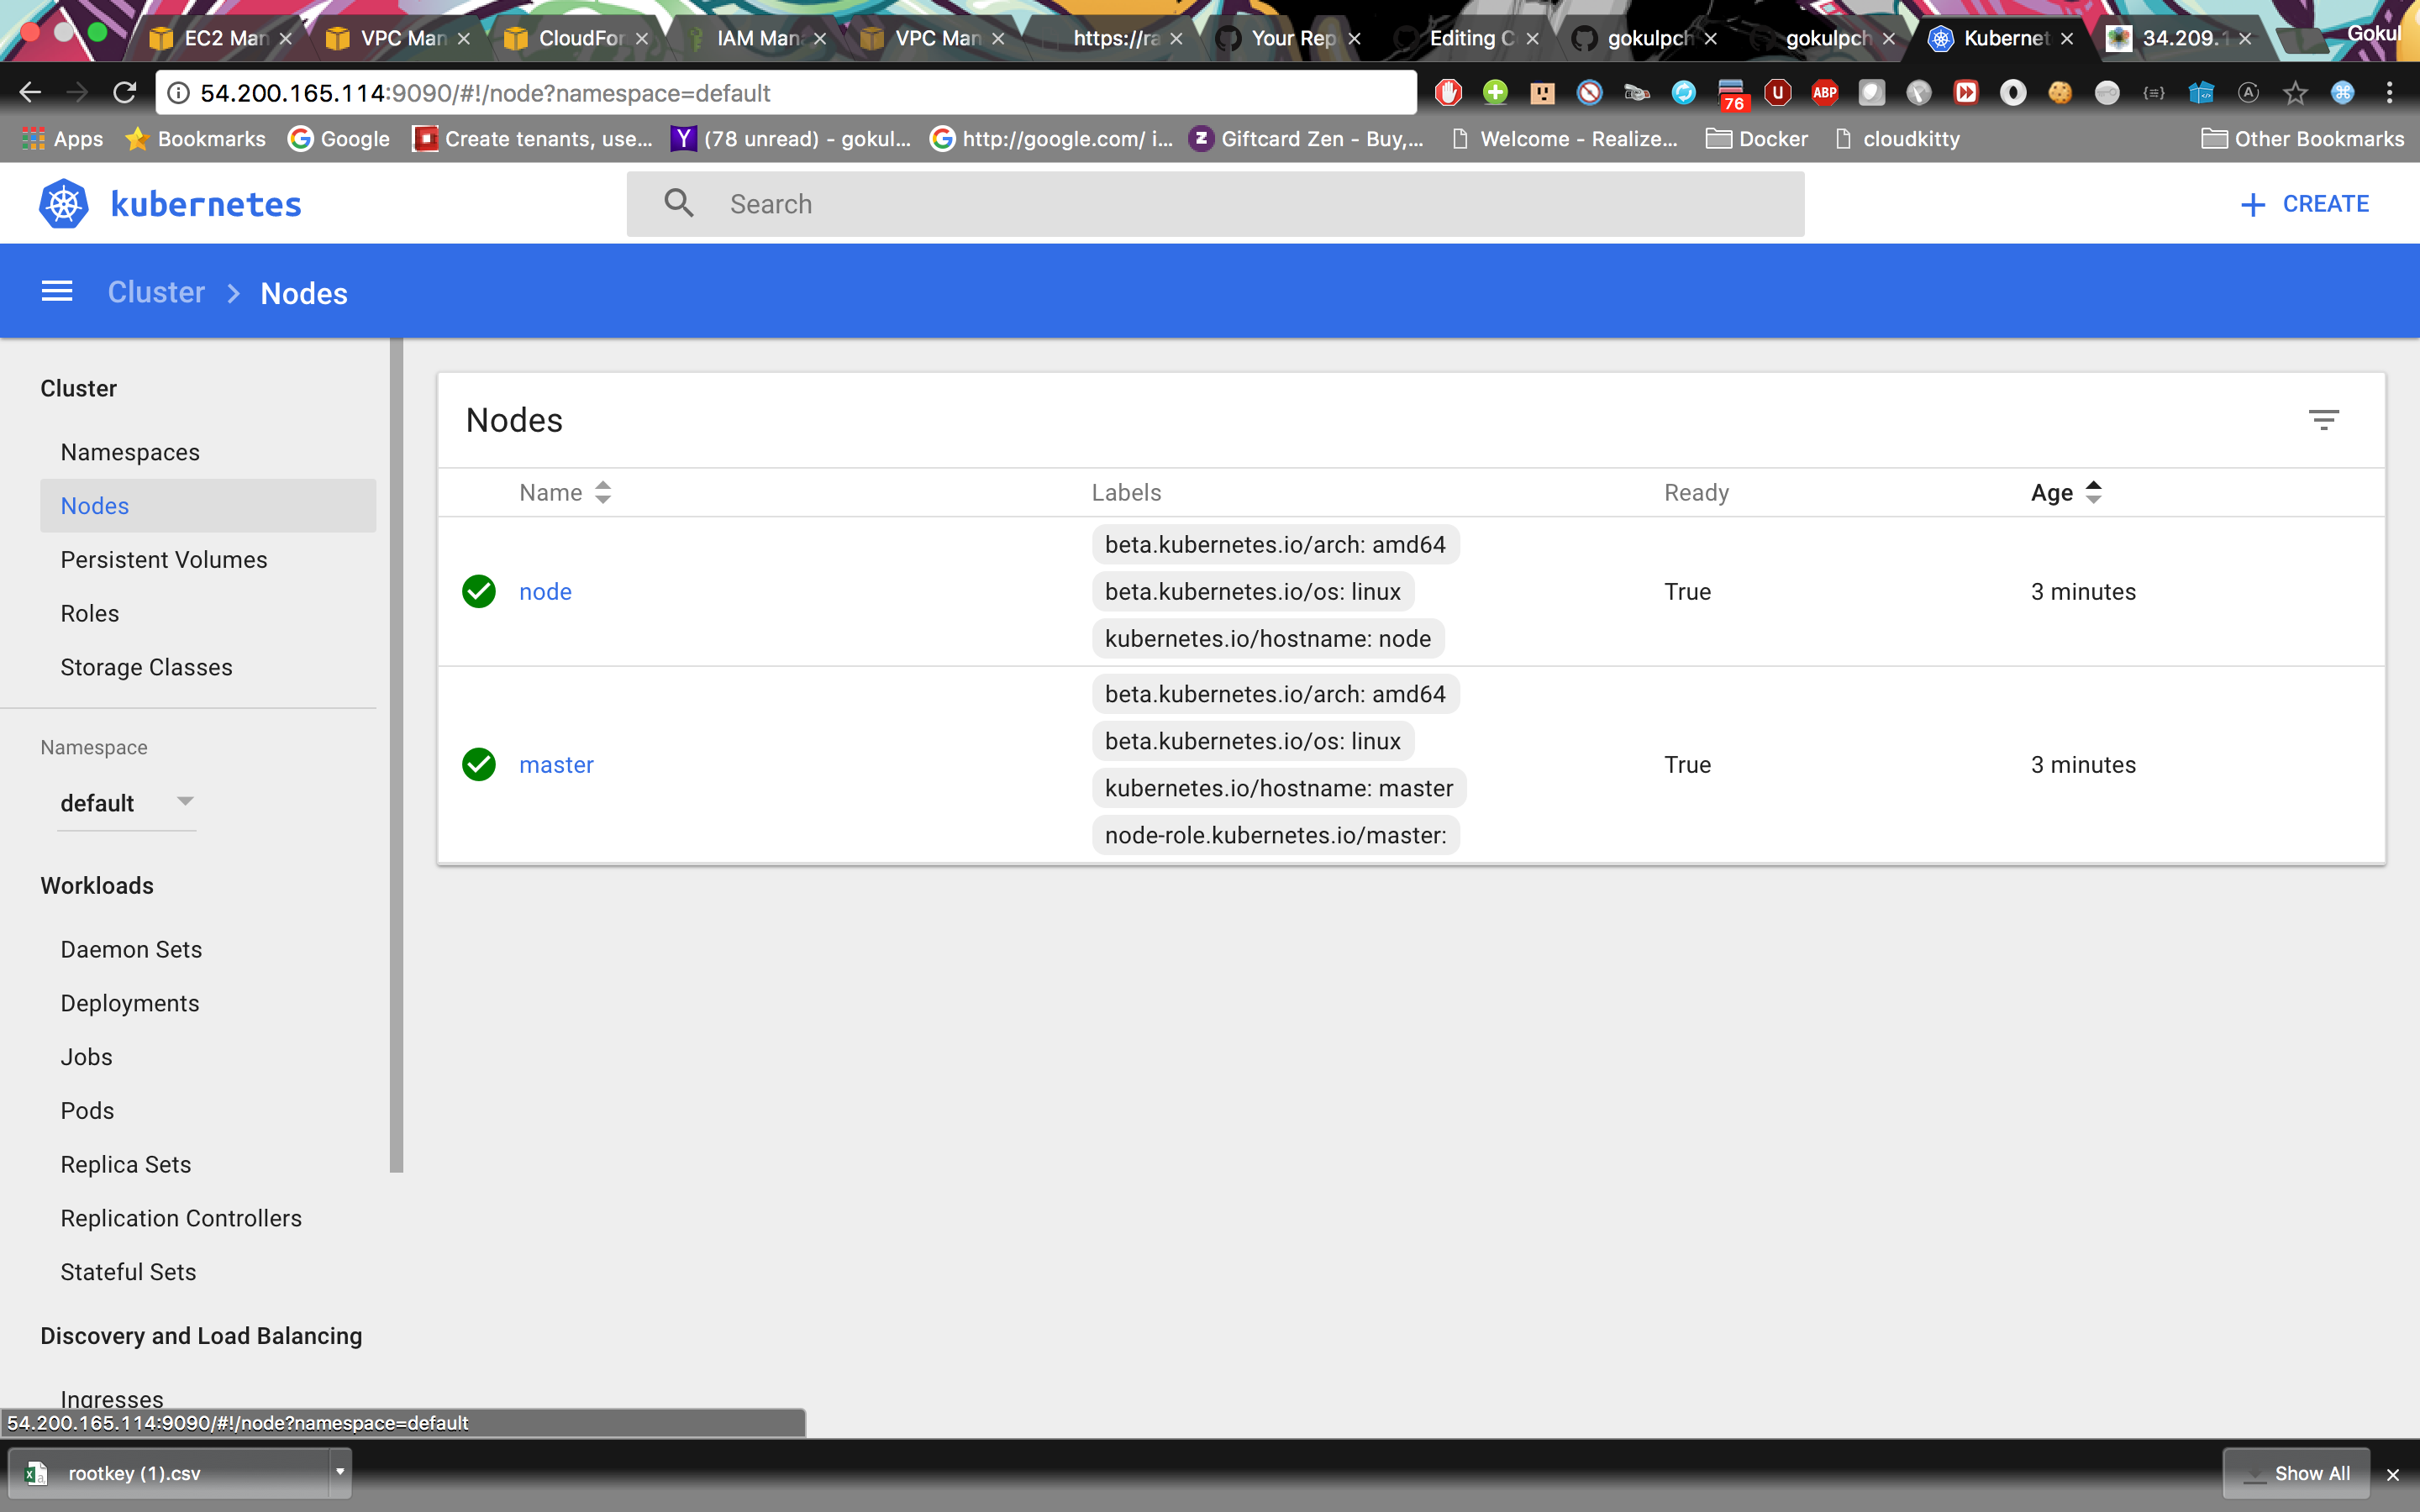 EC2 Man
VPC Man
CloudFor
IAM Mana
VPC Man
https://ra
Your Rep
Editing C
gokulpch
gokulpch
Kubernet
34.209.1
Gokul
54.200.165.114:9090/#!/node?namespace=default
76
ABP
Apps
Bookmarks
Google
Create tenants, use...
(78 unread) - gokul...
http://google.com/ i...
Giftcard Zen - Buy,...
Welcome - Realize...
Docker
cloudkitty
Other Bookmarks
kubernetes
Search
+ CREATE
Cluster > Nodes
Cluster
Namespaces
Nodes
Persistent Volumes
Roles
Storage Classes
Namespace
default
Workloads
Daemon Sets
Deployments
Jobs
Pods
Replica Sets
Replication Controllers
Stateful Sets
Discovery and Load Balancing
Ingresses
Nodes
Name Labels Ready Age
beta.kubernetes.io/arch: amd64
node beta.kubernetes.io/os: linux True 3 minutes
kubernetes.io/hostname: node
beta.kubernetes.io/arch: amd64
beta.kubernetes.io/os: linux
master True 3 minutes
kubernetes.io/hostname: master
node-role.kubernetes.io/master:
54.200.165.114:9090/#!/node?namespace=default
rootkey (1).csv
Show All